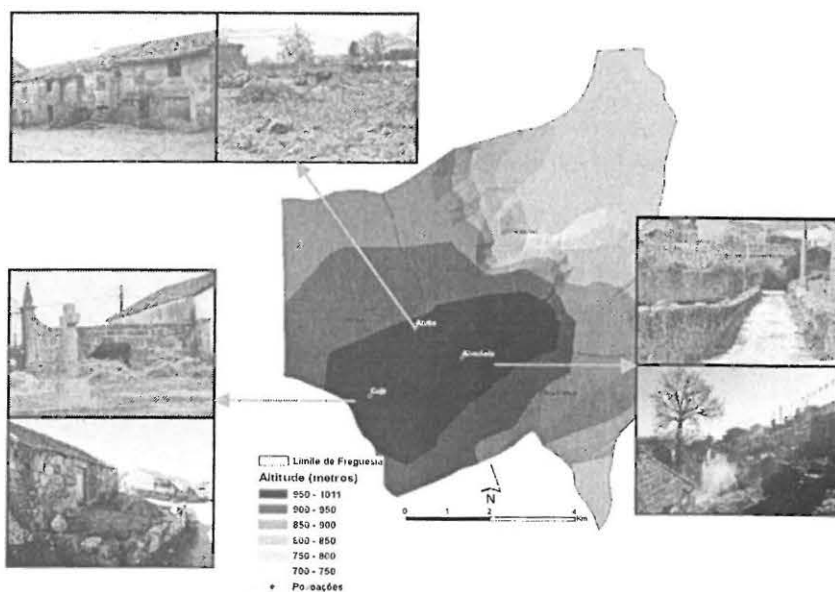 Limite de Freguesia
Altitude (metros)
950 - 1011
900 - 950
850 - 900
800 - 850
750 - 800
700 - 750
Povoações
N
0 1 2 4
Km